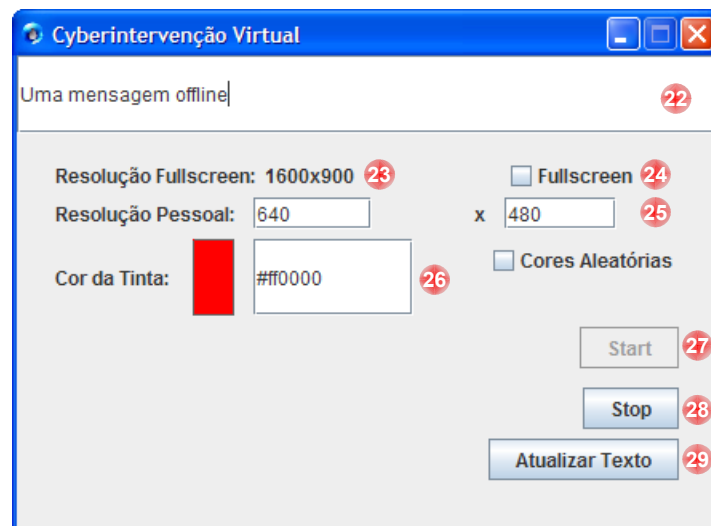 Cyberintervenção Virtual
Uma mensagem offline 22
Resolução Fullscreen: 1600x900 23 Fullscreen 24
Resolução Pessoal: 640 x 480 25
Cor da Tinta: #ff0000 26 Cores Aleatórias
Start 27
Stop 28
Atualizar Texto 29